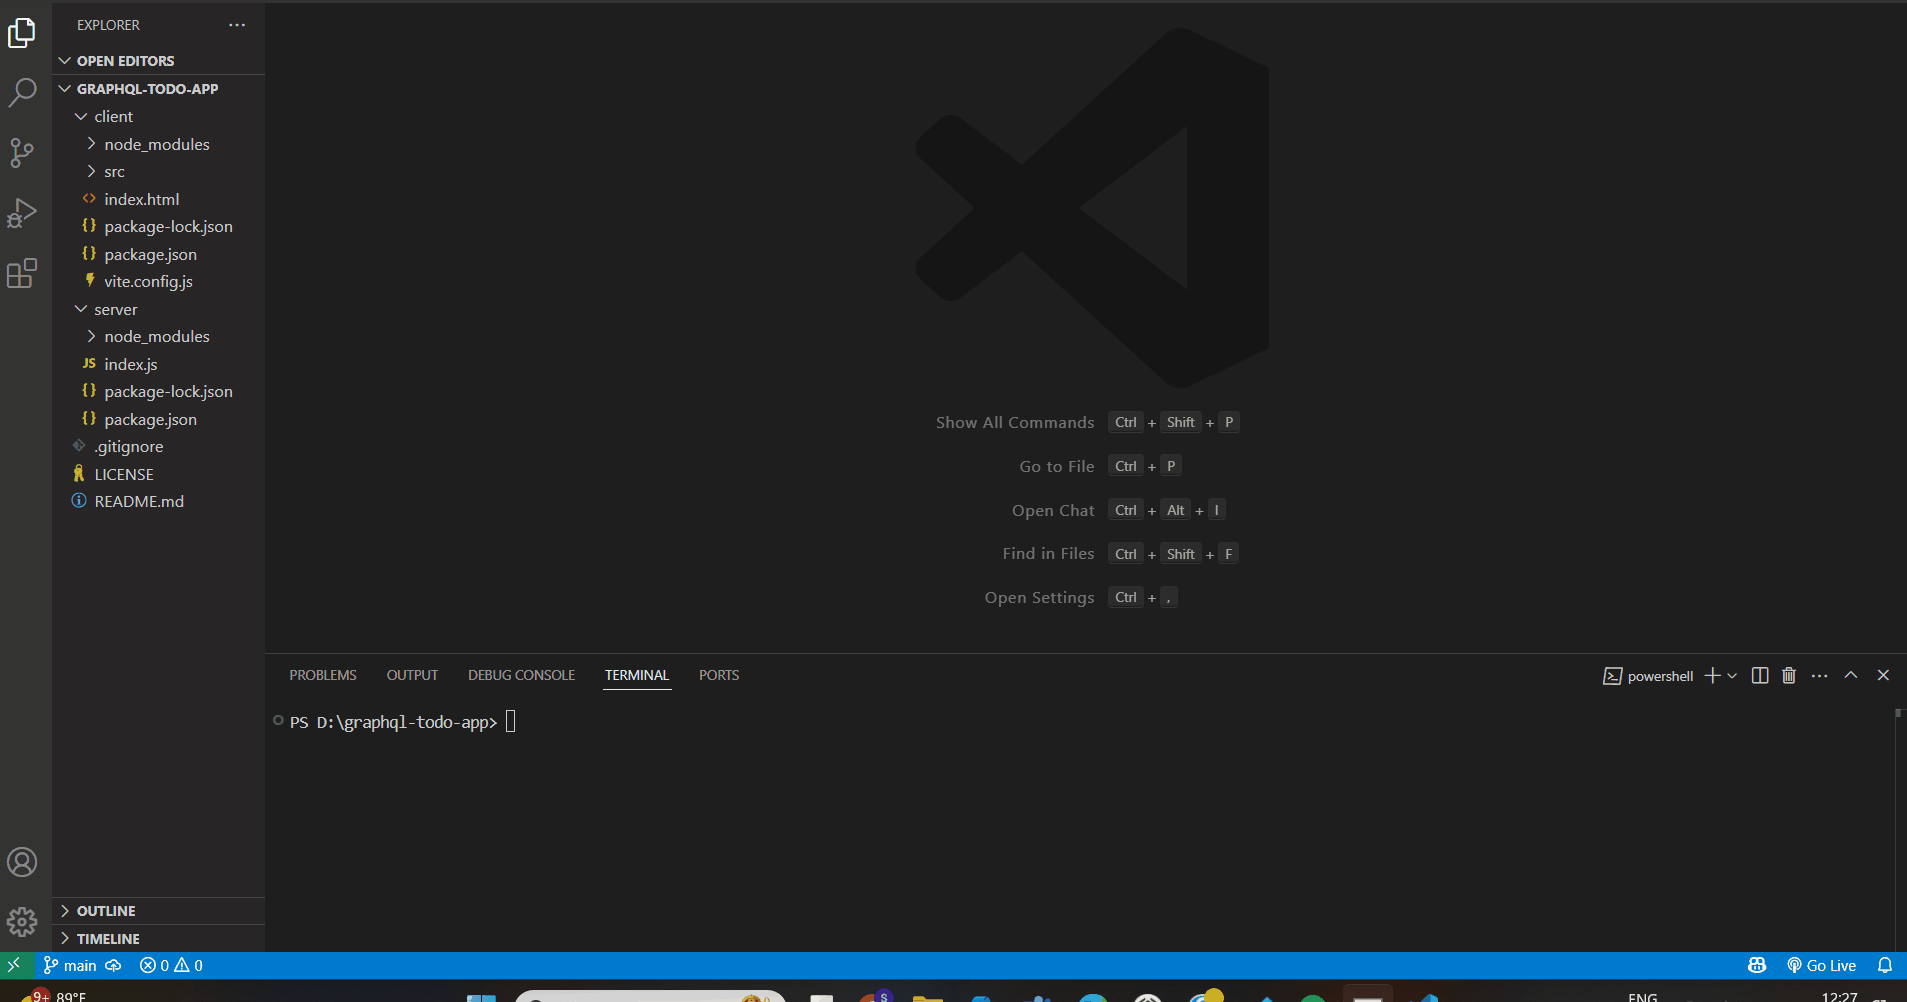 EXPLORER
OPEN EDITORS
GRAPHQL-TODO-APP
client
node_modules
src
index.html
package-lock.json
package.json
vite.config.js
server
node_modules
JS index.js
package-lock.json
package.json
.gitignore
LICENSE
README.md
OUTLINE
TIMELINE
Show All Commands Ctrl + Shift + P
Go to File Ctrl + P
Open Chat Ctrl + Alt + I
Find in Files Ctrl + Shift + F
Open Settings Ctrl + ,
PROBLEMS OUTPUT DEBUG CONSOLE TERMINAL PORTS powershell
PS D:\graphql-todo-app>
main 0 0 Go Live
9+ 89°F S ENG 12:27